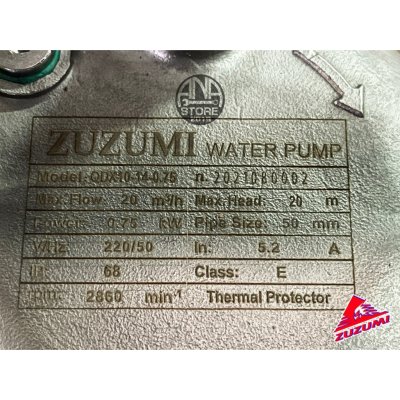 ANA
STORE
ZUZUMI WATER PUMP
Model: QDX10-14-0.75 n. 2021080002
Max Flow 20 m³/h Max Head: 20 m
Power: 0.75 kW Pipe Size: 50 mm
V/Hz: 220/50 In: 5.2 A
IP: 68 Class: E
2860 min-1 Thermal Protector
ZUZUMI